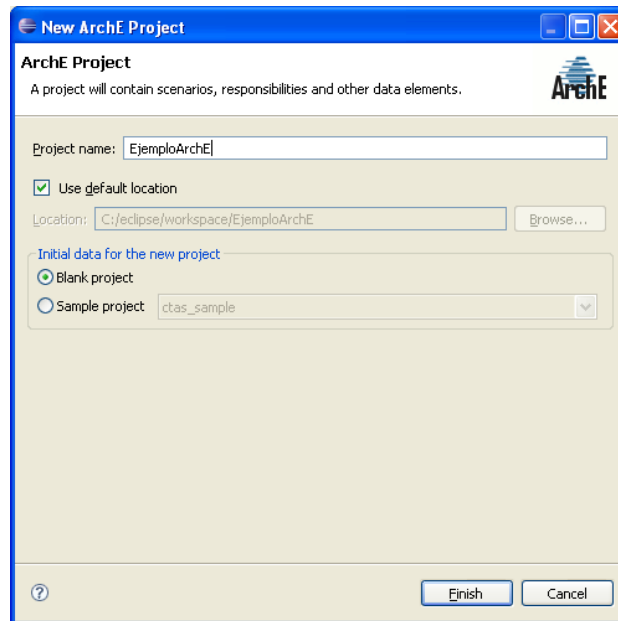 New ArchE Project
ArchE Project
A project will contain scenarios, responsibilities and other data elements.
ArchE
Project name: EjemploArchE
Use default location
Location: C:/eclipse/workspace/EjemploArchE Browse...
Initial data for the new project
Blank project
Sample project ctas_sample
? Finish Cancel